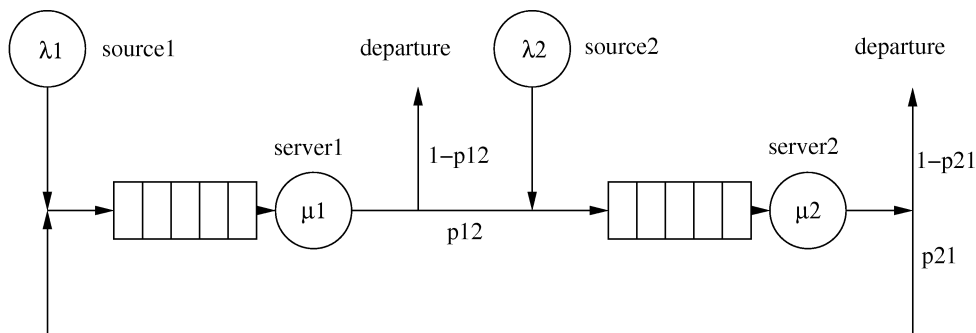 λ1
source1
departure
λ2
source2
departure
server1
1−p12
server2
1−p21
μ1
p12
μ2
p21